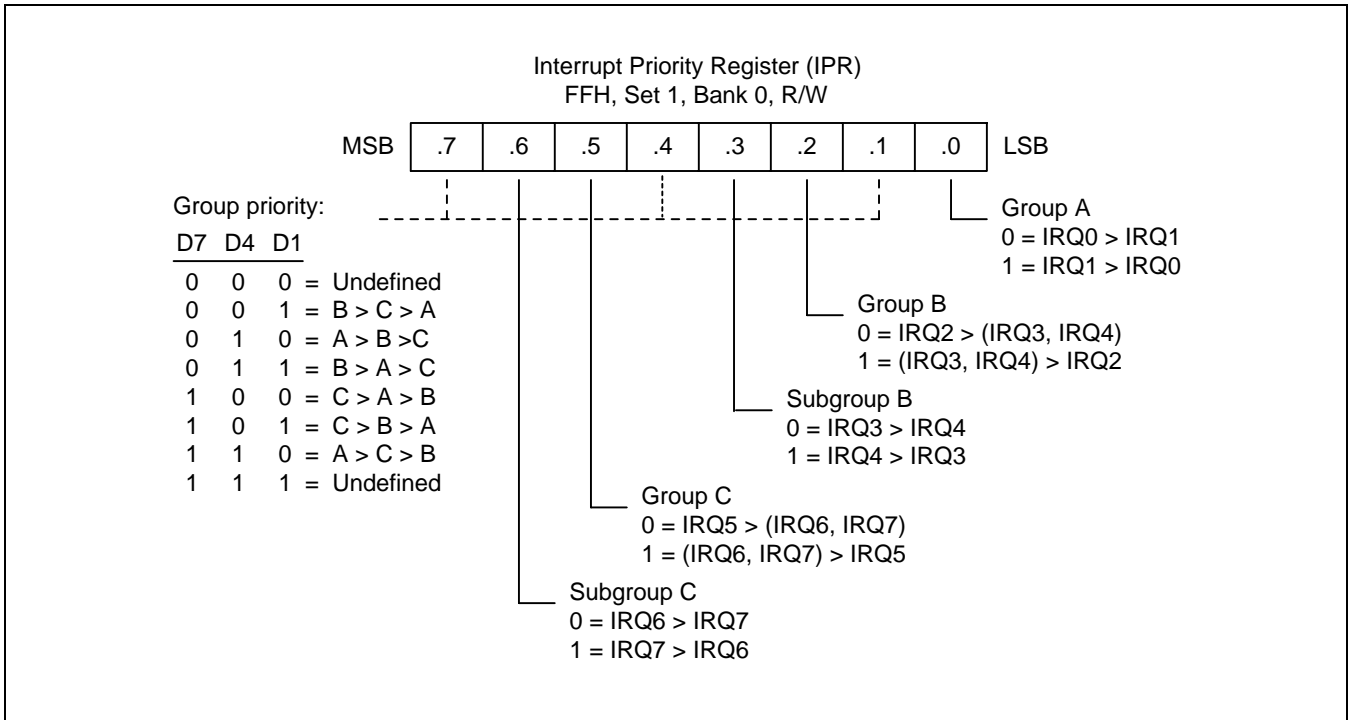 Interrupt Priority Register (IPR)
FFH, Set 1, Bank 0, R/W
MSB .7 .6 .5 .4 .3 .2 .1 .0 LSB
Group priority:
D7 D4 D1
0 0 0 = Undefined
0 0 1 = B > C > A
0 1 0 = A > B >C
0 1 1 = B > A > C
1 0 0 = C > A > B
1 0 1 = C > B > A
1 1 0 = A > C > B
1 1 1 = Undefined
Group A
0 = IRQ0 > IRQ1
1 = IRQ1 > IRQ0
Group B
0 = IRQ2 > (IRQ3, IRQ4)
1 = (IRQ3, IRQ4) > IRQ2
Subgroup B
0 = IRQ3 > IRQ4
1 = IRQ4 > IRQ3
Group C
0 = IRQ5 > (IRQ6, IRQ7)
1 = (IRQ6, IRQ7) > IRQ5
Subgroup C
0 = IRQ6 > IRQ7
1 = IRQ7 > IRQ6